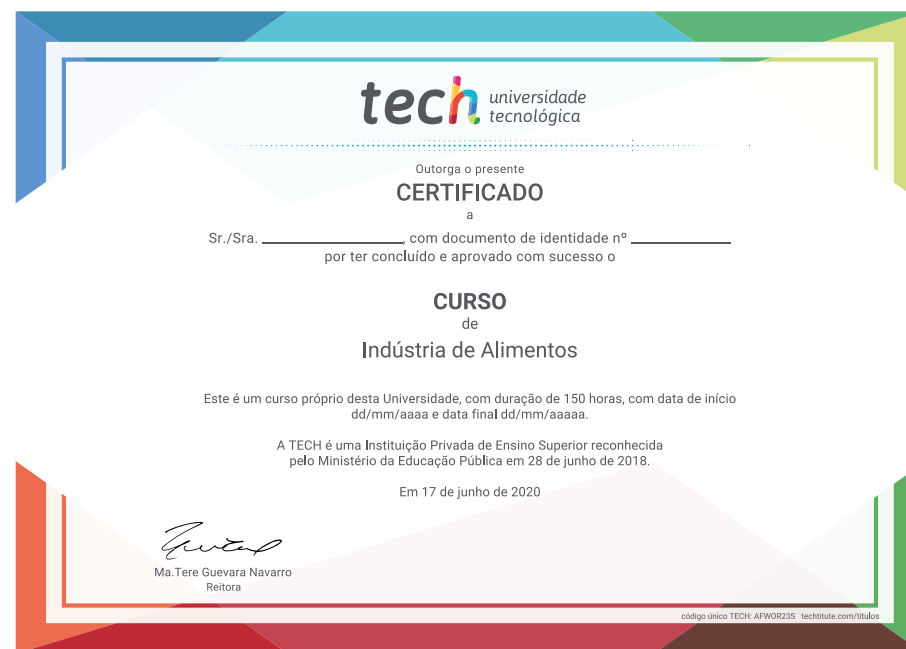 tech universidade
tecnológica
Outorga o presente
CERTIFICADO
a
Sr./Sra. ________________, com documento de identidade nº ___________
por ter concluído e aprovado com sucesso o
CURSO
de
Indústria de Alimentos
Este é um curso próprio desta Universidade, com duração de 150 horas, com data de início
dd/mm/aaaa e data final dd/mm/aaaaa.
A TECH é uma Instituição Privada de Ensino Superior reconhecida
pelo Ministério da Educação Pública em 28 de junho de 2018.
Em 17 de junho de 2020
Ma.Tere Guevara Navarro
Reitora
código único TECH: AFWOR23S techtitute.com/titulos